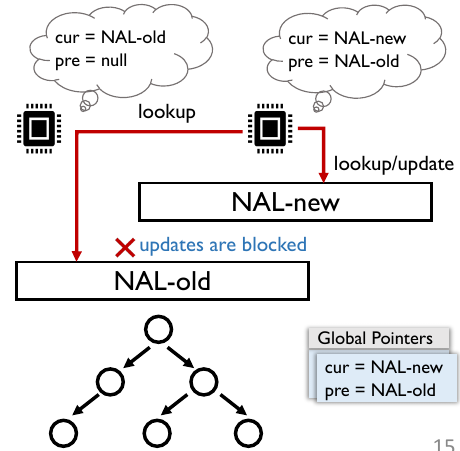 cur = NAL-old
pre = null
cur = NAL-new
pre = NAL-old
lookup
lookup/update
NAL-new
updates are blocked
NAL-old
Global Pointers
cur = NAL-new
pre = NAL-old
15